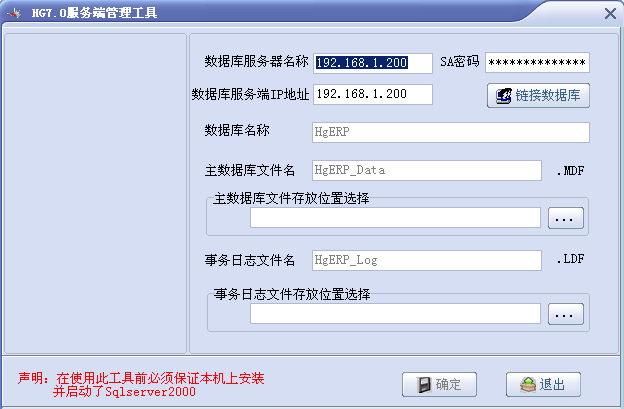 HG7.0服务端管理工具
数据库服务器名称 192.168.1.200 SA密码 **************
数据库服务端IP地址 192.168.1.200 链接数据库
数据库名称 HgERP
主数据库文件名 HgERP_Data .MDF
主数据库文件存放位置选择
...
事务日志文件名 HgERP_Log .LDF
事务日志文件存放位置选择
...
声明: 在使用此工具前必须保证本机上安装
并启动了Sqlserver2000
确定 退出